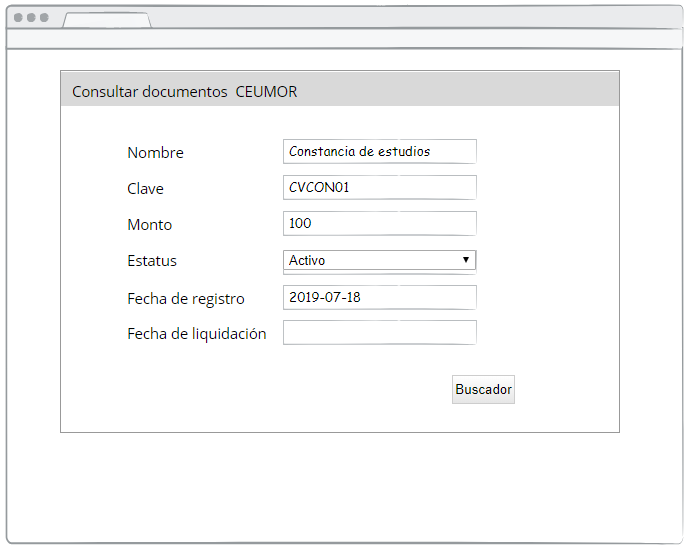 Consultar documentos CEUMOR
Nombre Constancia de estudios
Clave CVCON01
Monto 100
Estatus Activo
Fecha de registro 2019-07-18
Fecha de liquidación
Buscador